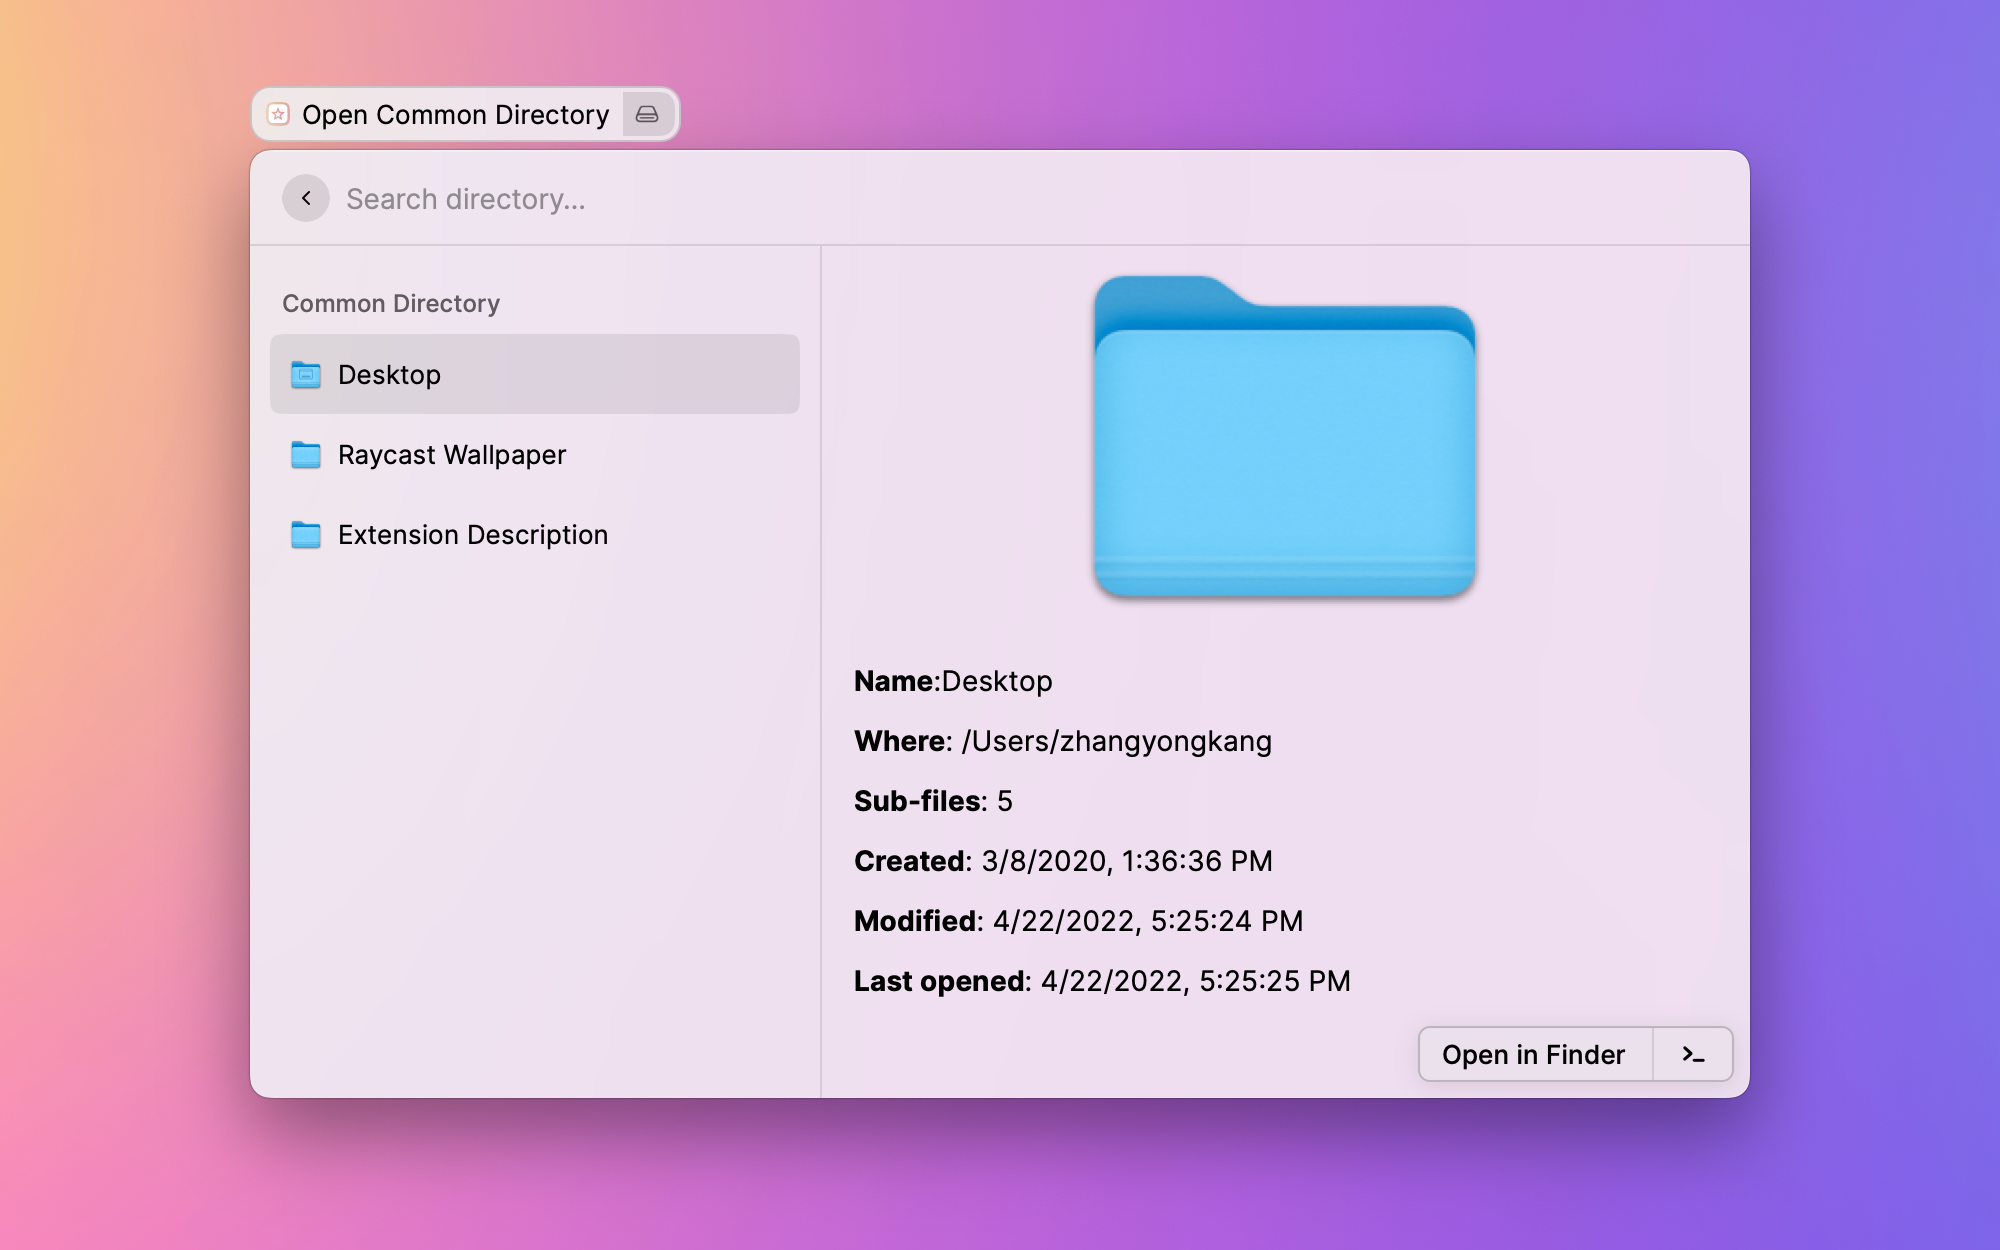 Open Common Directory
Search directory...
Common Directory
Desktop
Raycast Wallpaper
Extension Description
Name:Desktop
Where: /Users/zhangyongkang
Sub-files: 5
Created: 3/8/2020, 1:36:36 PM
Modified: 4/22/2022, 5:25:24 PM
Last opened: 4/22/2022, 5:25:25 PM
Open in Finder